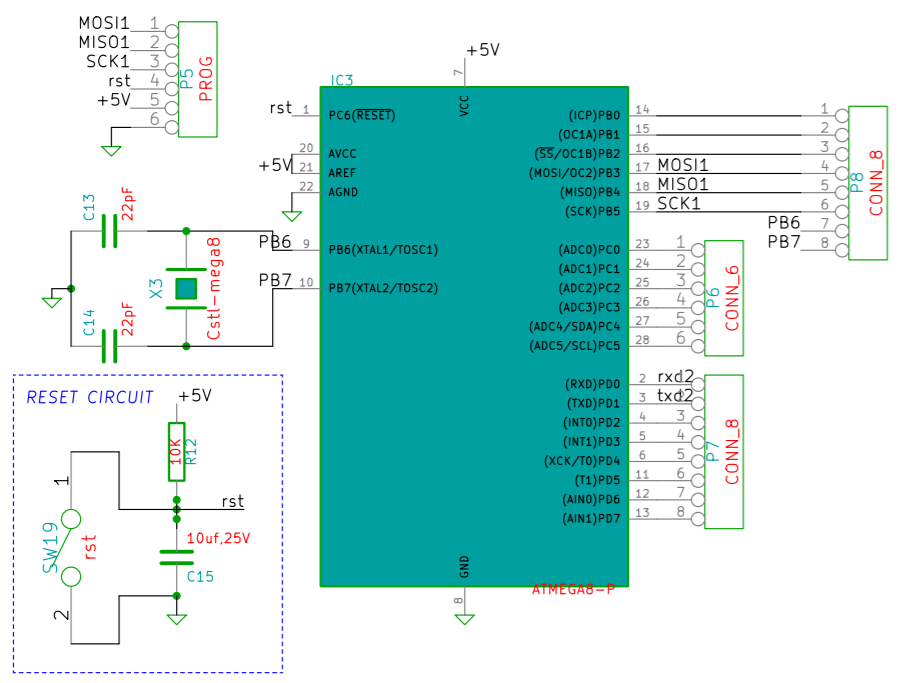 MOSI1 1
MISO1 2
SCK1 3
rst 4
+5V 5
6
P5
PROG
+5V
7
VCC
IC3
rst 1 PC6(RESET)
20 AVCC
+5V 21 AREF
22 AGND
PB6 9 PB6(XTAL1/TOSC1)
PB7 10 PB7(XTAL2/TOSC2)
(ICP)PB0 14
(OC1A)PB1 15
(SS/OC1B)PB2 16
(MOSI/OC2)PB3 17 MOSI1
(MISO)PB4 18 MISO1
(SCK)PB5 19 SCK1
(ADC0)PC0 23 1
(ADC1)PC1 24 2
(ADC2)PC2 25 3
(ADC3)PC3 26 4
(ADC4/SDA)PC4 27 5
(ADC5/SCL)PC5 28 6
(RXD)PD0 2 rxd2 1
(TXD)PD1 3 txd2
(INT0)PD2 4 3
(INT1)PD3 5 4
(XCK/T0)PD4 6 5
(T1)PD5 11 6
(AIN0)PD6 12 7
(AIN1)PD7 13 8
GND
8
ATMEGA8-P
1
2
3
4
5
6
PB6 7
PB7 8
P8
CONN_8
P6
CONN_6
P7
CONN_8
C13
22pF
C14
22pF
X3
Cstl-mega8
RESET CIRCUIT
+5V
10K
R12
rst
1
SW19
rst
2
10uf,25V
C15